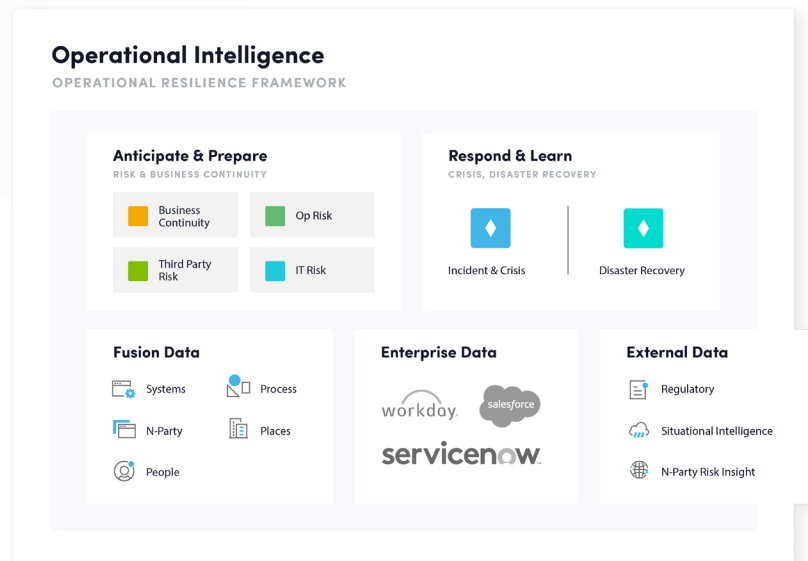 Operational Intelligence
OPERATIONAL RESILIENCE FRAMEWORK
Anticipate & Prepare
RISK & BUSINESS CONTINUITY
Business
Continuity
Op Risk
Third Party
Risk
IT Risk
Respond & Learn
CRISIS, DISASTER RECOVERY
Incident & Crisis
Disaster Recovery
Fusion Data
Systems
Process
N-Party
Places
People
Enterprise Data
workday.
salesforce
servicenow
External Data
Regulatory
Situational Intelligence
N-Party Risk Insight